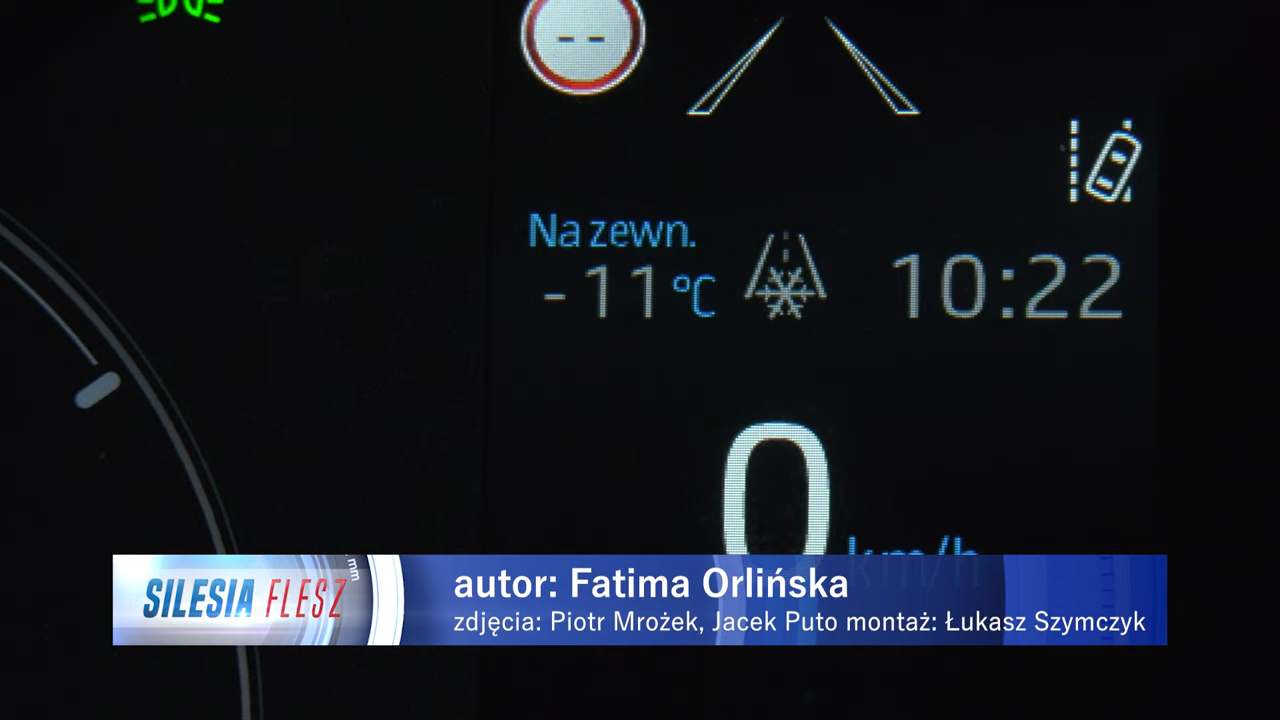 --
Na zewn.
-11°C
10:22
0 km/h
mm
SILESIA FLESZ
autor: Fatima Orlińska
zdjęcia: Piotr Mrożek, Jacek Puto montaż: Łukasz Szymczyk